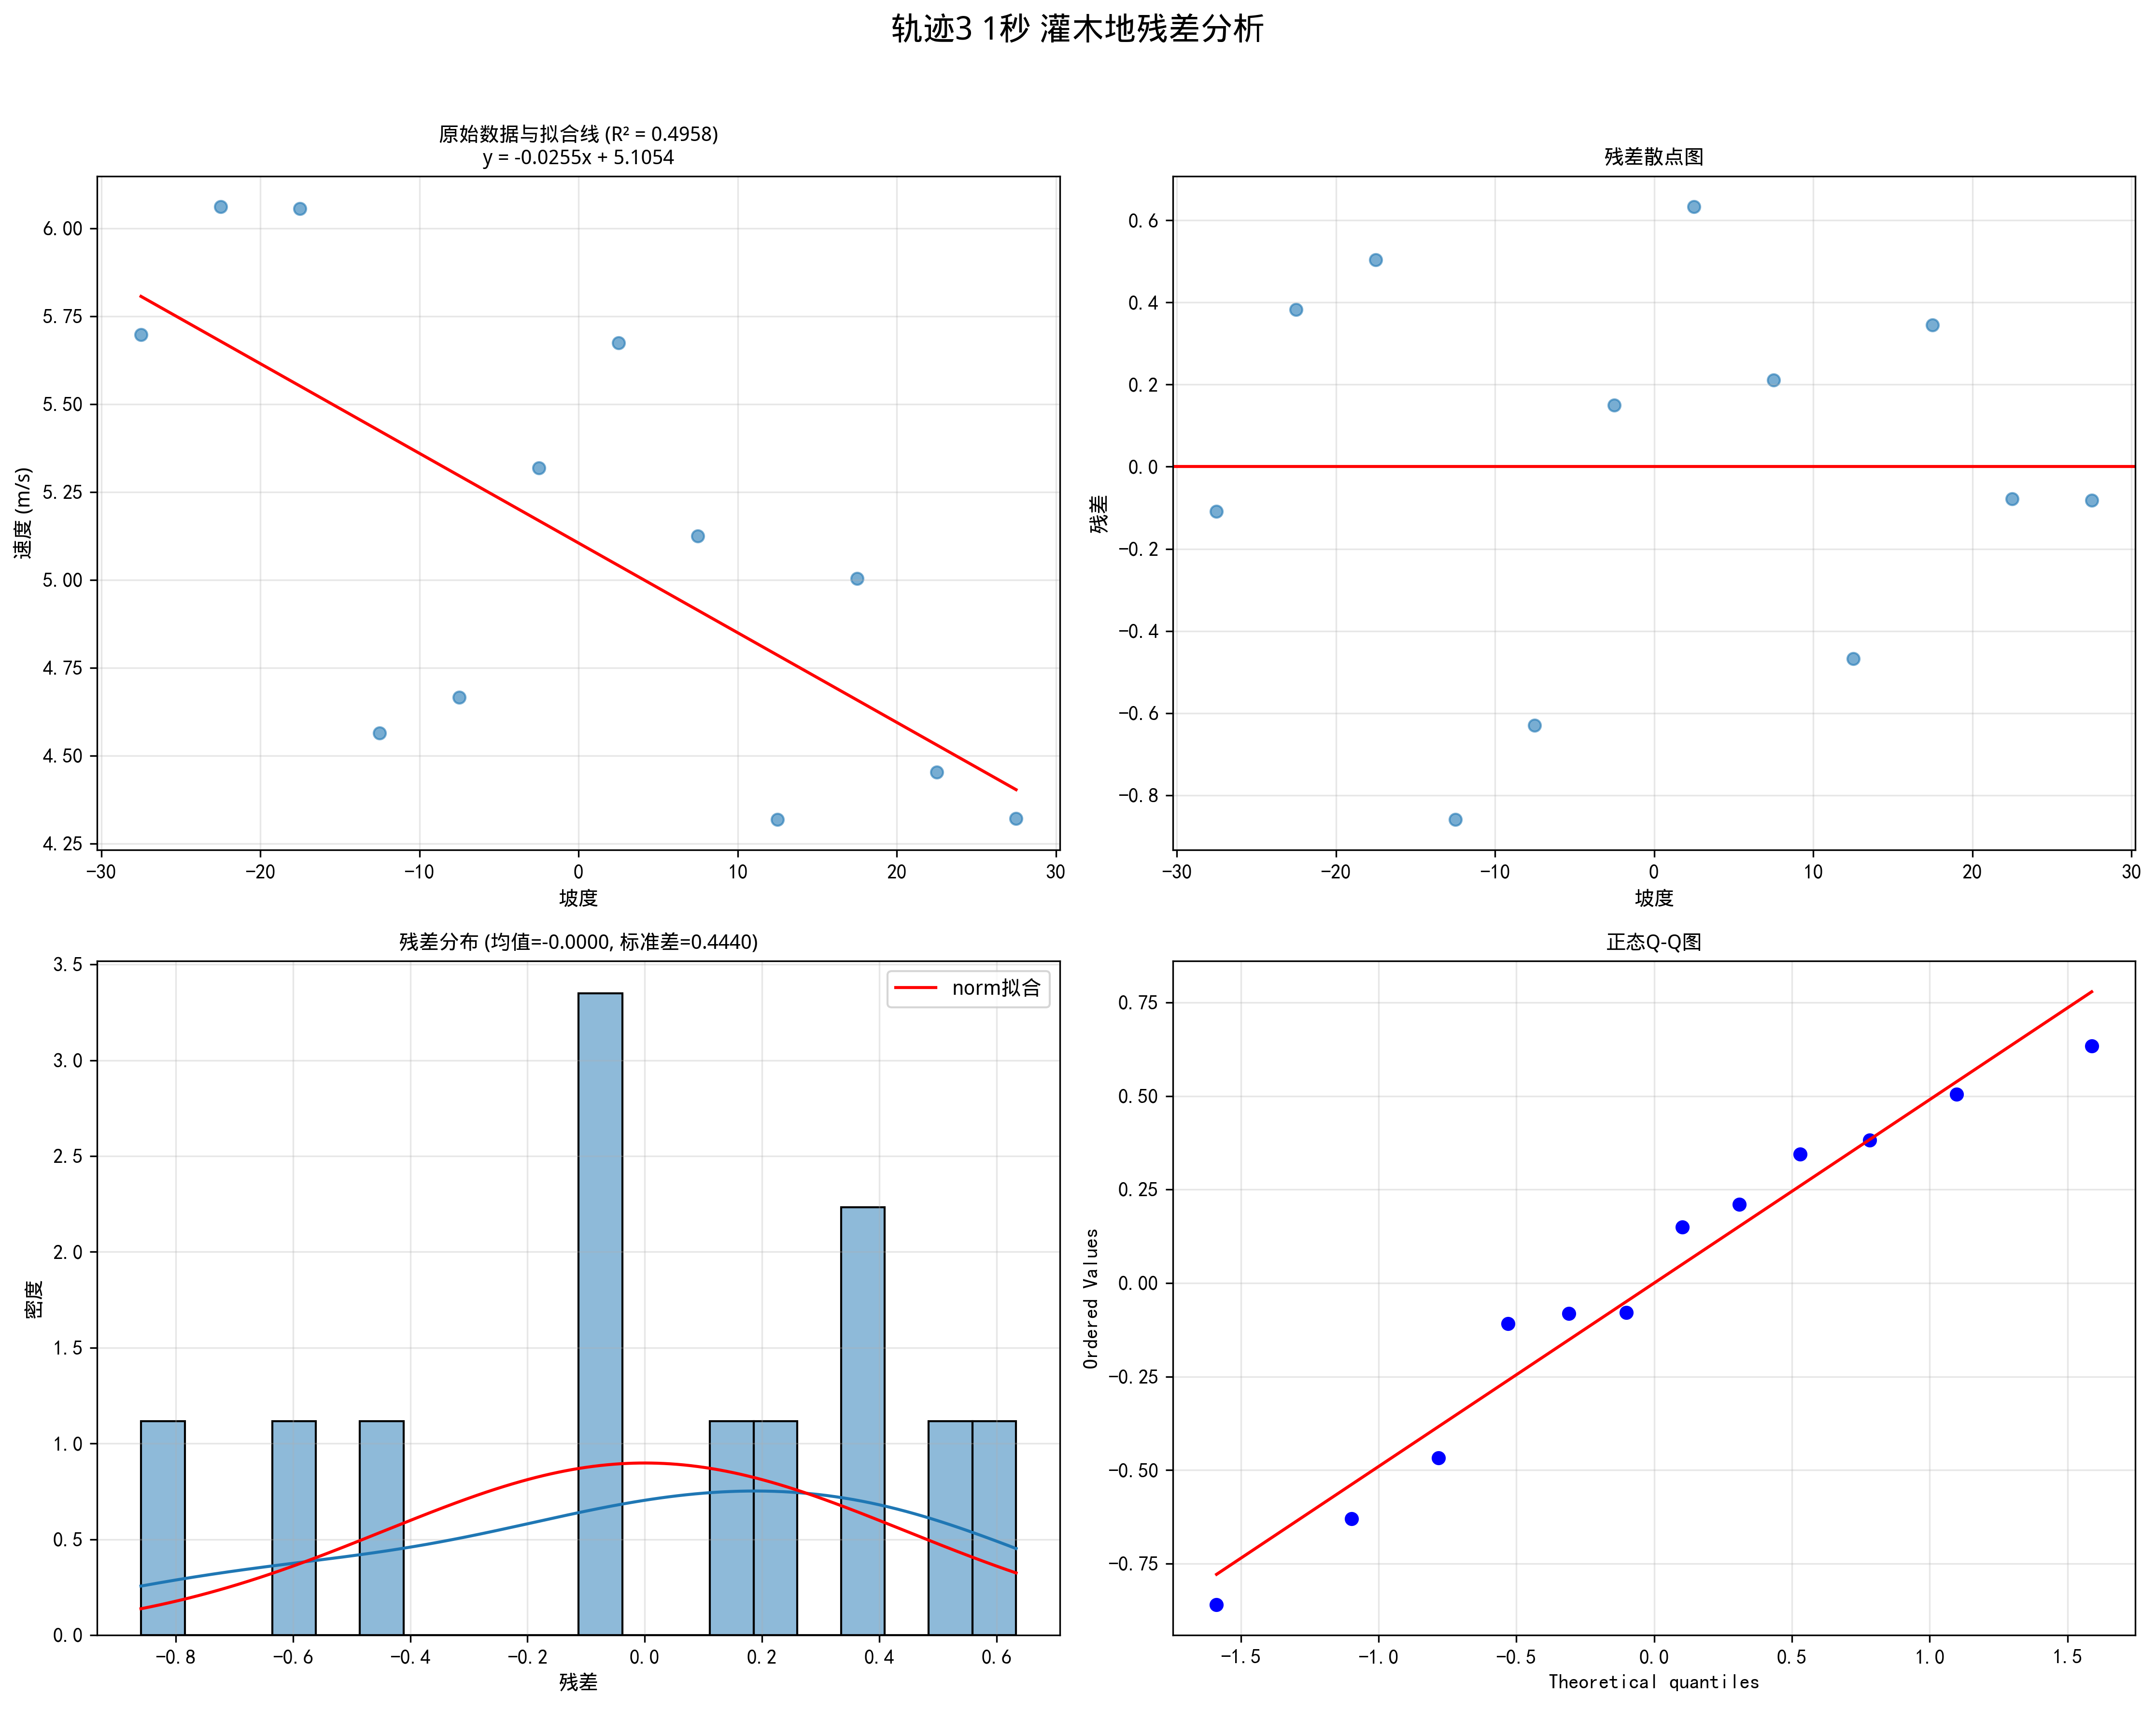 轨迹3 1秒 灌木地残差分析
原始数据与拟合线 (R² = 0.4958)
y = -0.0255x + 5.1054
6.00
5.75
5.50
5.25
5.00
4.75
4.50
4.25
速度 (m/s)
−30 −20 −10 0 10 20 30
坡度
残差散点图
0.6
0.4
0.2
0.0
−0.2
−0.4
−0.6
−0.8
残差
−30 −20 −10 0 10 20 30
坡度
残差分布 (均值=-0.0000, 标准差=0.4440)
norm拟合
3.5
3.0
2.5
2.0
1.5
1.0
0.5
0.0
密度
−0.8 −0.6 −0.4 −0.2 0.0 0.2 0.4 0.6
残差
正态Q-Q图
0.75
0.50
0.25
0.00
−0.25
−0.50
−0.75
Ordered Values
−1.5 −1.0 −0.5 0.0 0.5 1.0 1.5
Theoretical quantiles